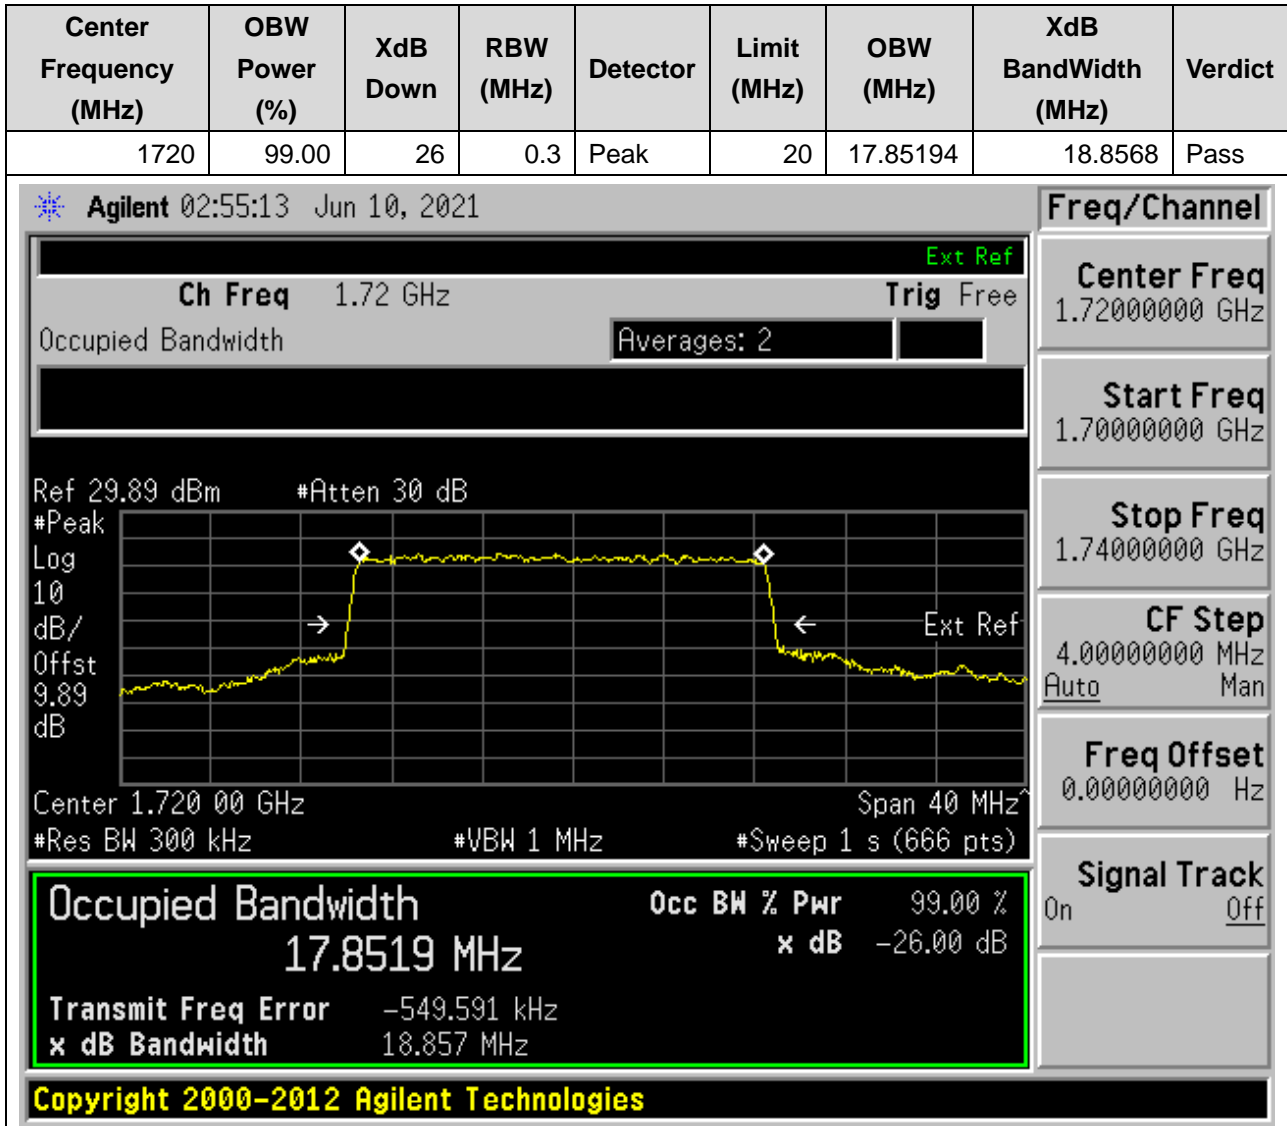 Center Frequency (MHz) OBW Power (%) XdB Down RBW (MHz) Detector Limit (MHz) OBW (MHz) XdB BandWidth (MHz) Verdict
1720 99.00 26 0.3 Peak 20 17.85194 18.8568 Pass
Agilent 02:55:13 Jun 10, 2021
Ext Ref
Ch Freq 1.72 GHz Trig Free
Occupied Bandwidth Averages: 2
Ref 29.89 dBm #Atten 30 dB
#Peak
Log
10
dB/
Offst
9.89
dB
Ext Ref
Center 1.720 00 GHz Span 40 MHz^
#Res BW 300 kHz #VBW 1 MHz #Sweep 1 s (666 pts)
Occupied Bandwidth Occ BW % Pwr 99.00 %
17.8519 MHz x dB -26.00 dB
Transmit Freq Error -549.591 kHz
x dB Bandwidth 18.857 MHz
Copyright 2000-2012 Agilent Technologies
Freq/Channel
Center Freq
1.72000000 GHz
Start Freq
1.70000000 GHz
Stop Freq
1.74000000 GHz
CF Step
4.00000000 MHz
Auto Man
Freq Offset
0.00000000 Hz
Signal Track
On Off